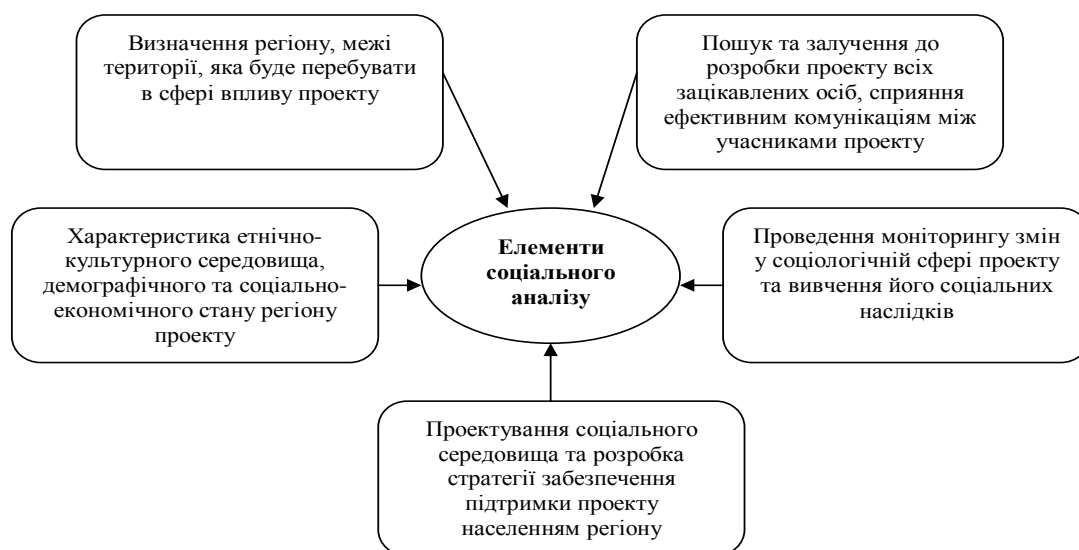 Визначення регіону, межі
території, яка буде перебувати
в сфері впливу проекту
Пошук та залучення до
розробки проекту всіх
зацікавлених осіб, сприяння
ефективним комунікаціям між
учасниками проекту
Характеристика етнічно-
культурного середовища,
демографічного та соціально-
економічного стану регіону
проекту
Елементи
соціального
аналізу
Проведення моніторингу змін
у соціологічній сфері проекту
та вивчення його соціальних
наслідків
Проектування соціального
середовища та розробка
стратегії забезпечення
підтримки проекту
населенням регіону